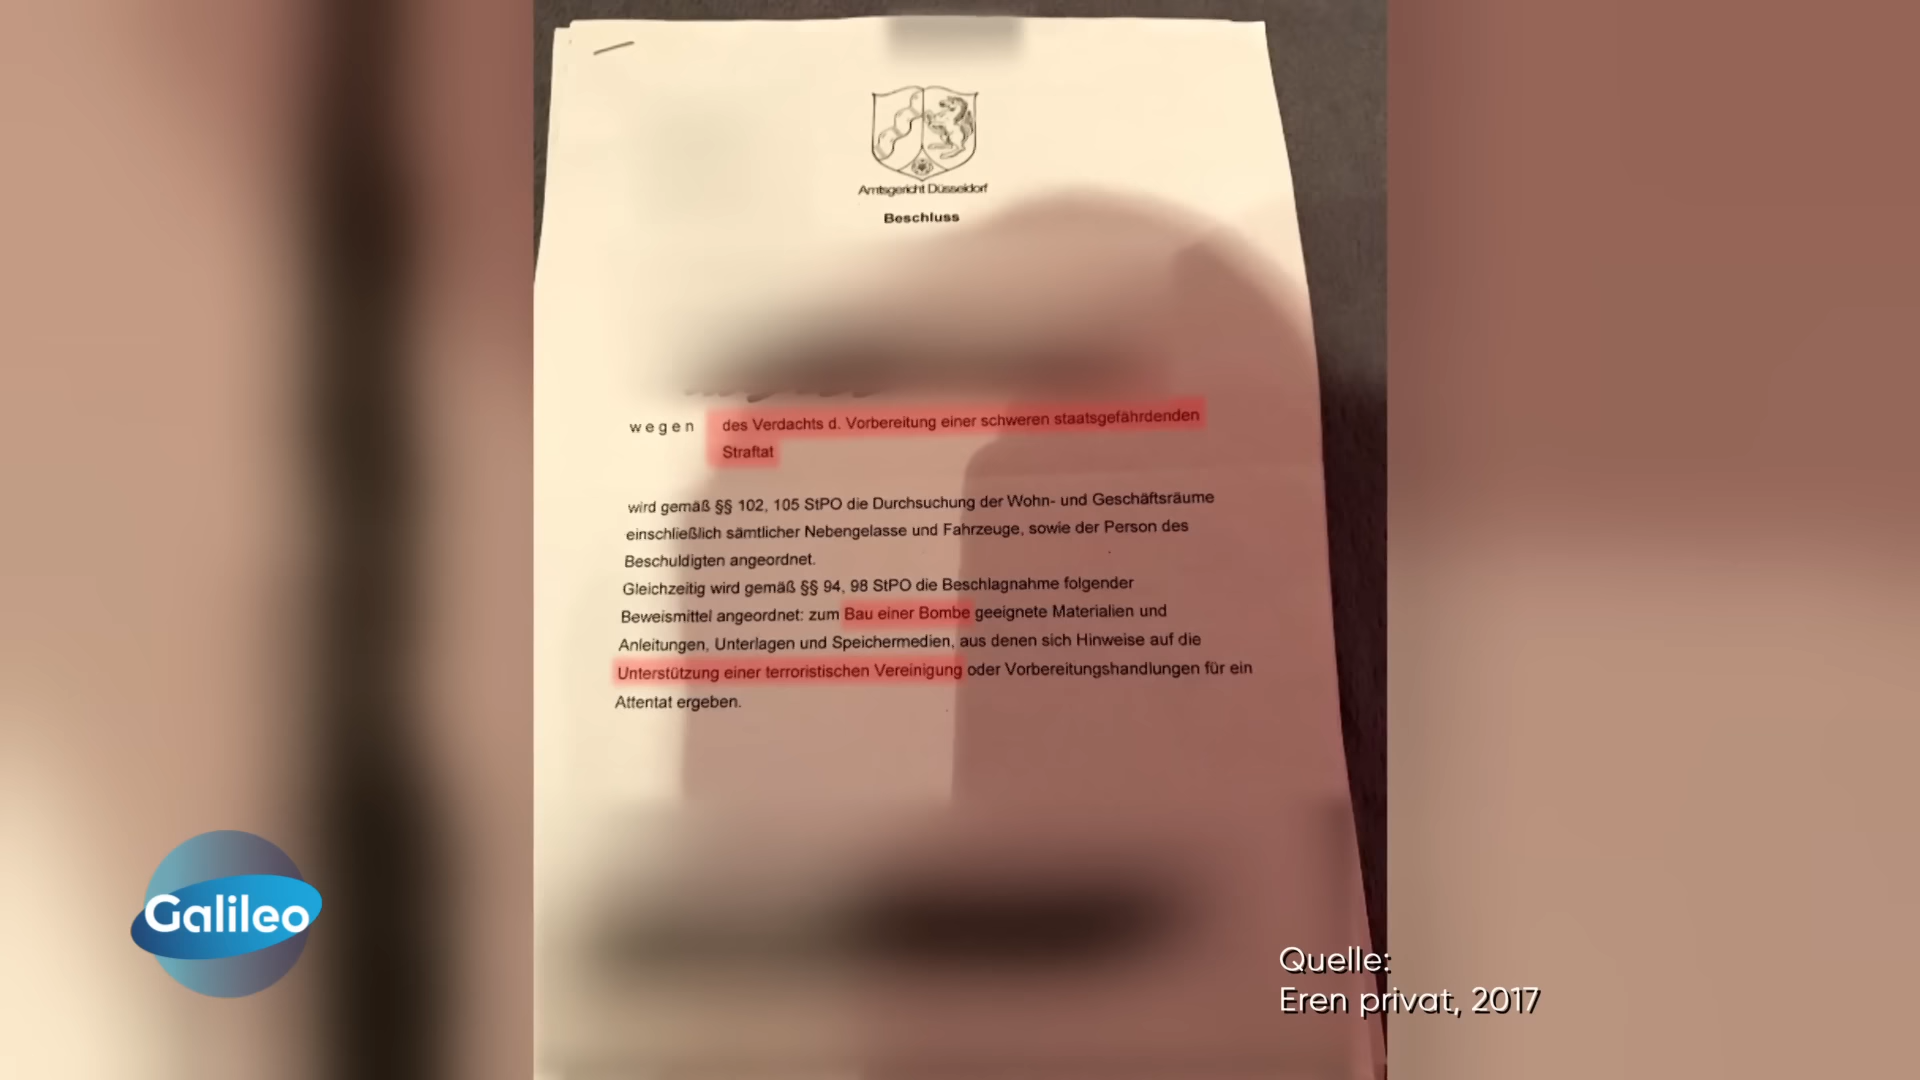 Amtsgericht Düsseldorf
Beschluss
wegen des Verdachts d. Vorbereitung einer schweren staatsgefährdenden
Straftat
wird gemäß §§ 102, 105 StPO die Durchsuchung der Wohn- und Geschäftsräume
einschließlich sämtlicher Nebengelasse und Fahrzeuge, sowie der Person des
Beschuldigten angeordnet.
Gleichzeitig wird gemäß §§ 94, 98 StPO die Beschlagnahme folgender
Beweismittel angeordnet: zum Bau einer Bombe geeignete Materialien und
Anleitungen, Unterlagen und Speichermedien, aus denen sich Hinweise auf die
Unterstützung einer terroristischen Vereinigung oder Vorbereitungshandlungen für ein
Attentat ergeben.
Galileo
Quelle:
Eren privat, 2017